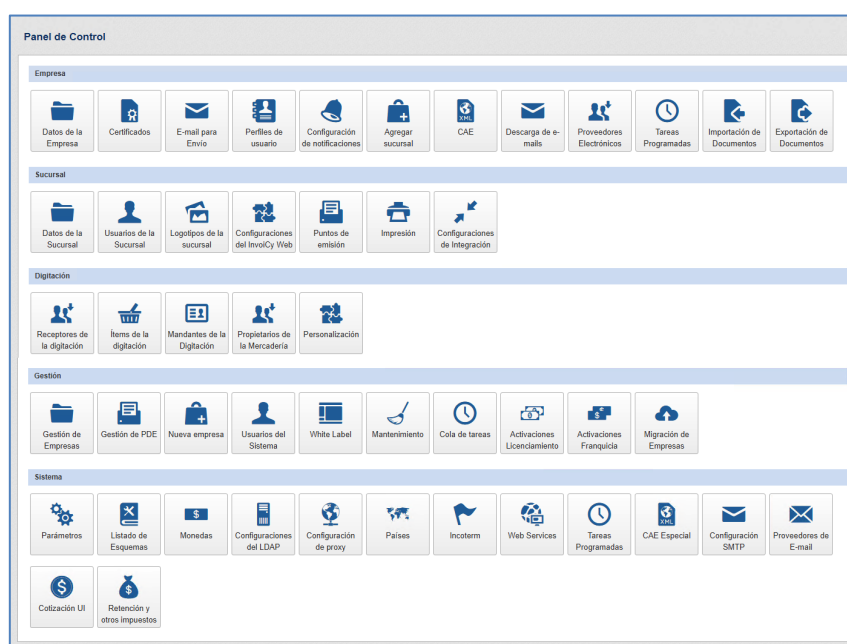 Panel de Control
Empresa
Datos de la Empresa
Certificados
E-mail para Envío
Perfiles de usuario
Configuración de notificaciones
Agregar sucursal
XML
CAE
Descarga de e-mails
Proveedores Electrónicos
Tareas Programadas
Importación de Documentos
Exportación de Documentos
Sucursal
Datos de la Sucursal
Usuarios de la Sucursal
Logotipos de la sucursal
Configuraciones del InvoiCy Web
Puntos de emisión
Impresión
Configuraciones de Integración
Digitación
Receptores de la digitación
Ítems de la digitación
Mandantes de la Digitación
Propietarios de la Mercadería
Personalización
Gestión
Gestión de Empresas
Gestión de PDE
Nueva empresa
Usuarios del Sistema
White Label
Mantenimiento
Cola de tareas
Activaciones Licenciamiento
Activaciones Franquicia
Migración de Empresas
Sistema
Parámetros
Listado de Esquemas
Monedas
Configuraciones del LDAP
Configuración de proxy
Países
Incoterm
Web Services
Tareas Programadas
XML
CAE Especial
Configuración SMTP
Proveedores de E-mail
Cotización UI
Retención y otros impuestos